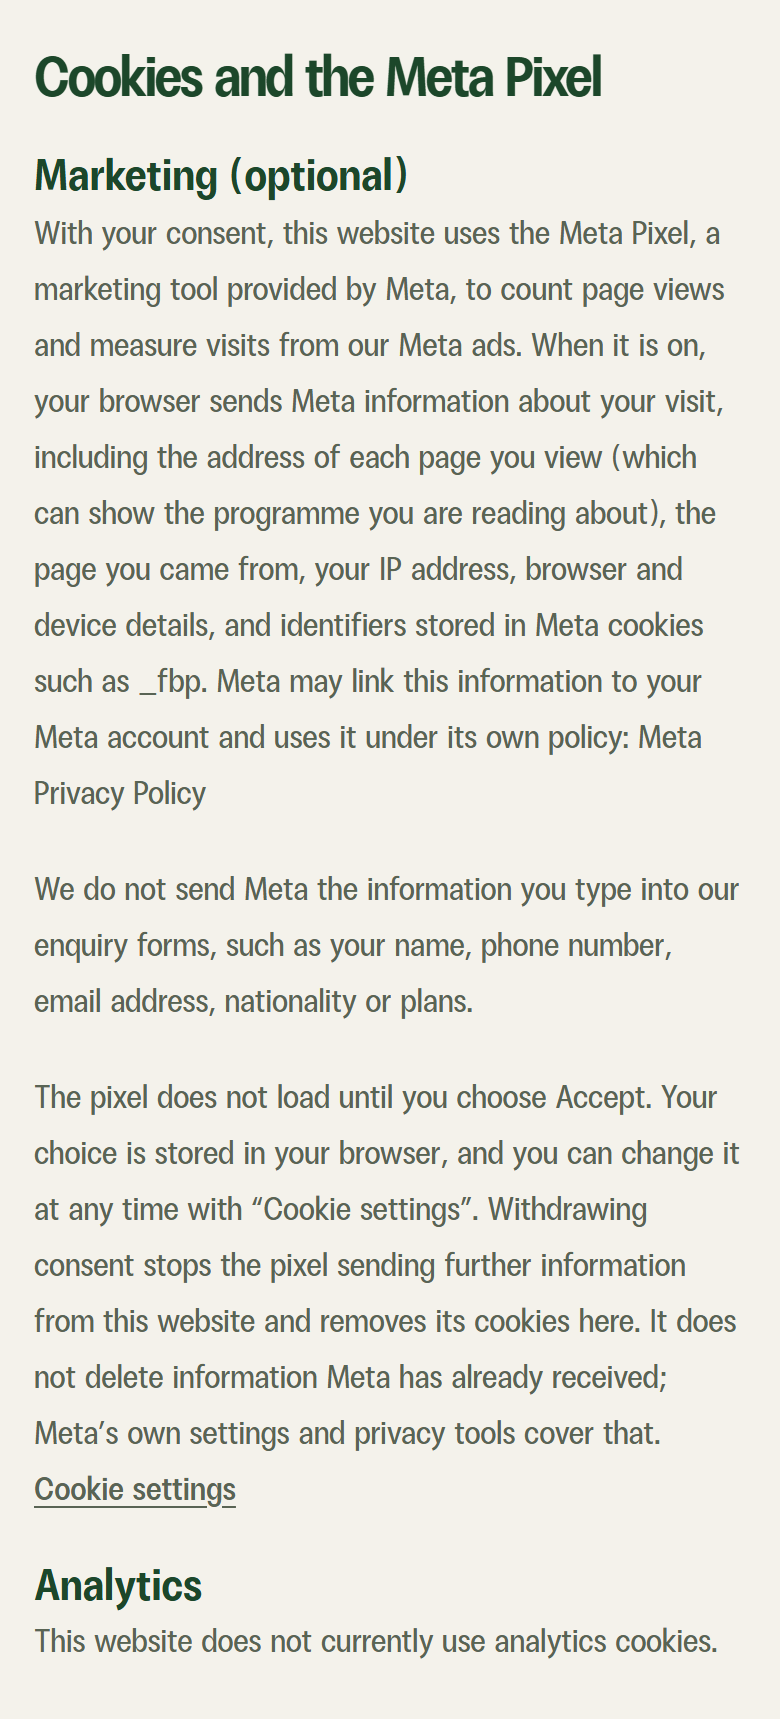 Cookies and the Meta Pixel
Marketing (optional)
With your consent, this website uses the Meta Pixel, a
marketing tool provided by Meta, to count page views
and measure visits from our Meta ads. When it is on,
your browser sends Meta information about your visit,
including the address of each page you view (which
can show the programme you are reading about), the
page you came from, your IP address, browser and
device details, and identifiers stored in Meta cookies
such as _fbp. Meta may link this information to your
Meta account and uses it under its own policy: Meta
Privacy Policy
We do not send Meta the information you type into our
enquiry forms, such as your name, phone number,
email address, nationality or plans.
The pixel does not load until you choose Accept. Your
choice is stored in your browser, and you can change it
at any time with “Cookie settings”. Withdrawing
consent stops the pixel sending further information
from this website and removes its cookies here. It does
not delete information Meta has already received;
Meta’s own settings and privacy tools cover that.
Cookie settings
Analytics
This website does not currently use analytics cookies.